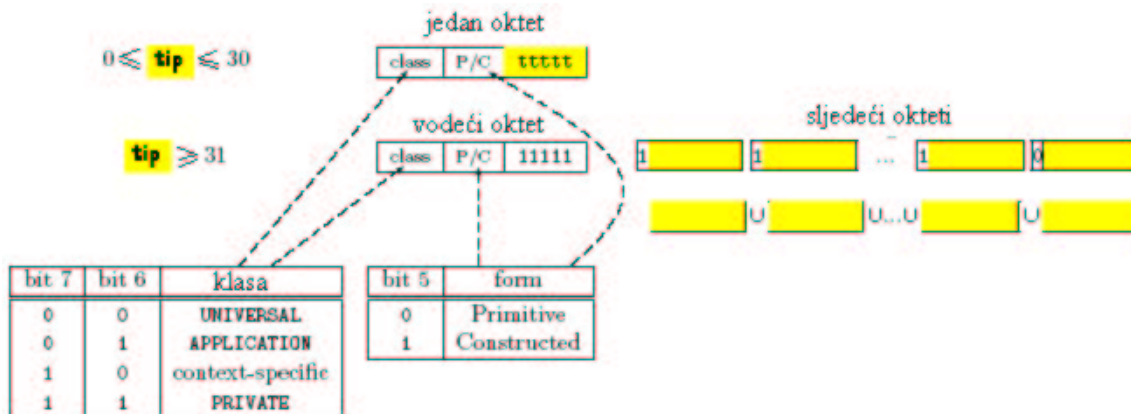 jedan oktet
0 ⩽ tip ⩽ 30
class P/C ttttt
vodeći oktet
sljedeći okteti
tip ⩾ 31
class P/C 11111
1 1 ... 1 0
∪ ∪...∪ ∪
bit 7 bit 6 klasa
0 0 UNIVERSAL
0 1 APPLICATION
1 0 context-specific
1 1 PRIVATE
bit 5 form
0 Primitive
1 Constructed